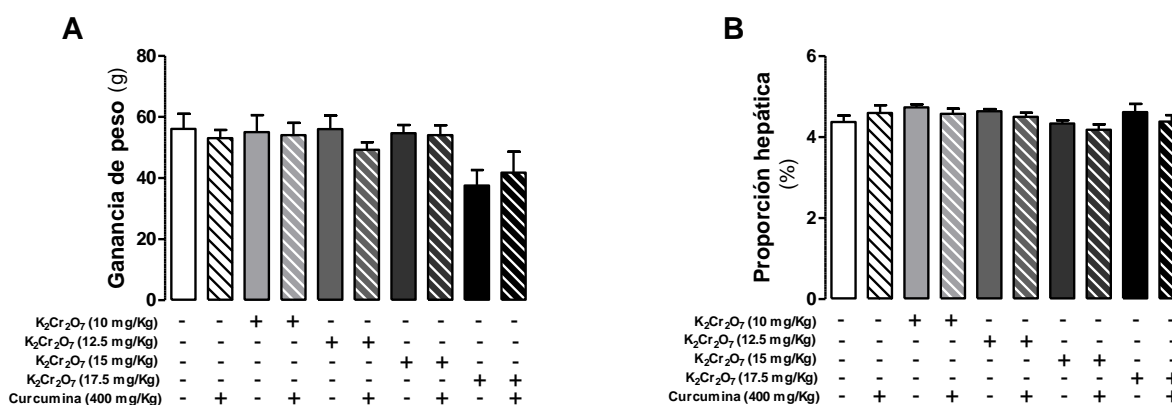 A
Ganancia de peso (g)
80
60
40
20
0
K₂Cr₂O₇ (10 mg/Kg) - - + + - - - - - -
K₂Cr₂O₇ (12.5 mg/Kg) - - - - + + - - - -
K₂Cr₂O₇ (15 mg/Kg) - - - - - - + + - -
K₂Cr₂O₇ (17.5 mg/Kg) - - - - - - - - + +
Curcumina (400 mg/Kg) - + - + - + - + - +
B
Proporción hepática
(%)
6
4
2
0
K₂Cr₂O₇ (10 mg/Kg) - - + + - - - - - -
K₂Cr₂O₇ (12.5 mg/Kg) - - - - + + - - - -
K₂Cr₂O₇ (15 mg/Kg) - - - - - - + + - -
K₂Cr₂O₇ (17.5 mg/Kg) - - - - - - - - + +
Curcumina (400 mg/Kg) - + - + - + - + - +